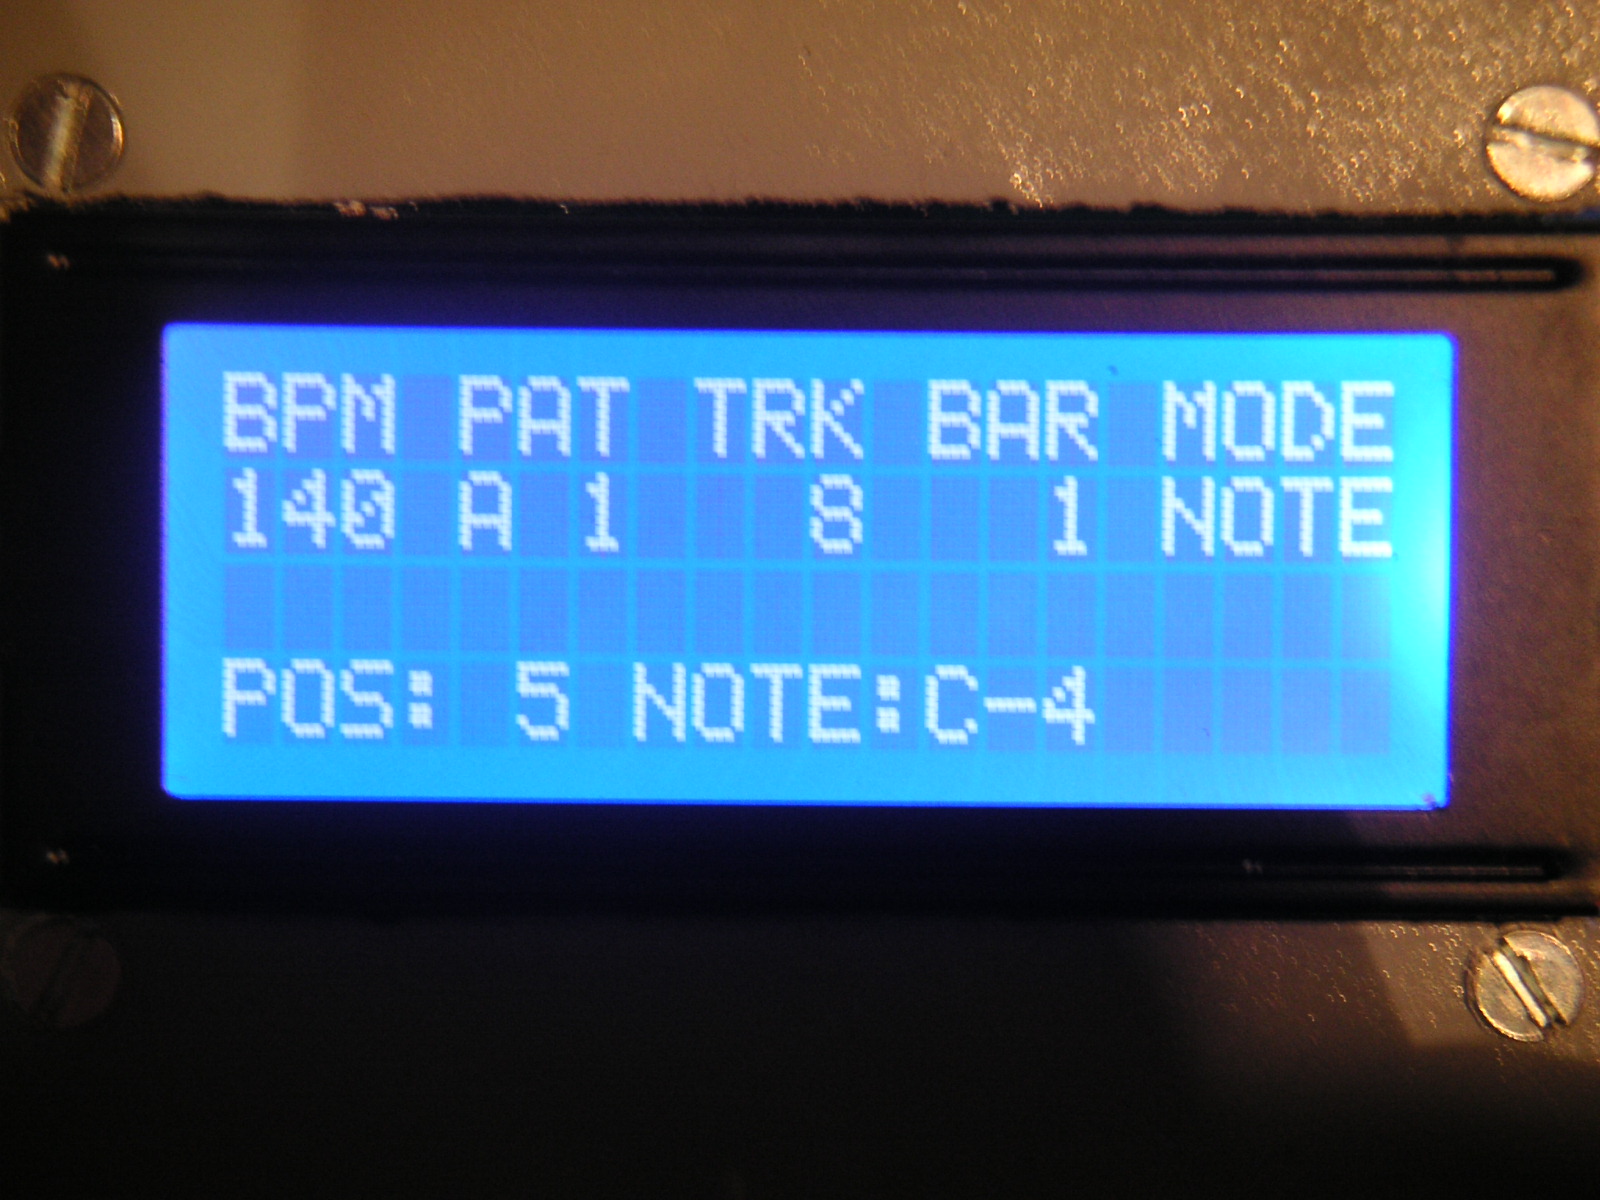 BPM PAT TRK BAR MODE
140 A 1   8   1 NOTE
POS: 5 NOTE:C-4